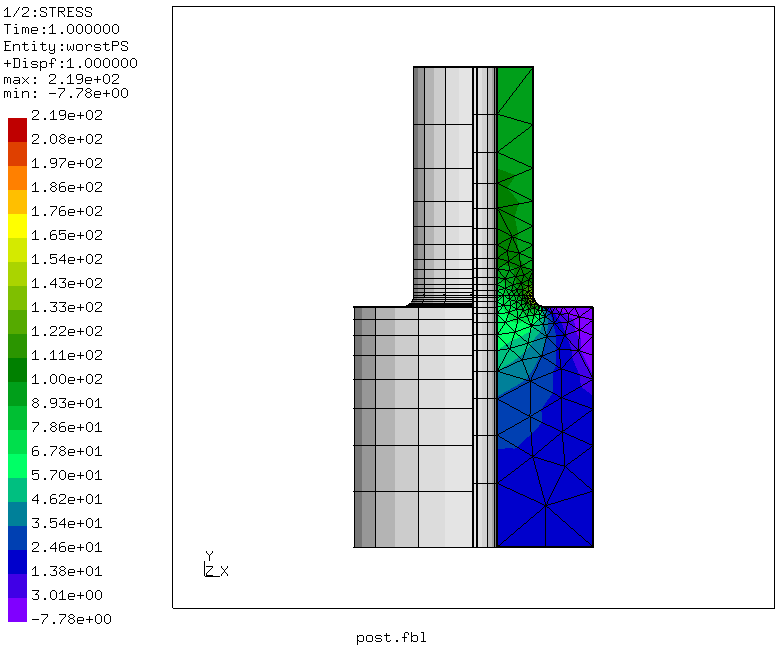 1/2:STRESS
Time:1.000000
Entity:worstPS
+Dispf:1.000000
max: 2.19e+02
min: -7.78e+00
2.19e+02
2.08e+02
1.97e+02
1.86e+02
1.76e+02
1.65e+02
1.54e+02
1.43e+02
1.33e+02
1.22e+02
1.11e+02
1.00e+02
8.93e+01
7.86e+01
6.78e+01
5.70e+01
4.62e+01
3.54e+01
2.46e+01
1.38e+01
3.01e+00
-7.78e+00
Y
Z X
post.fbl